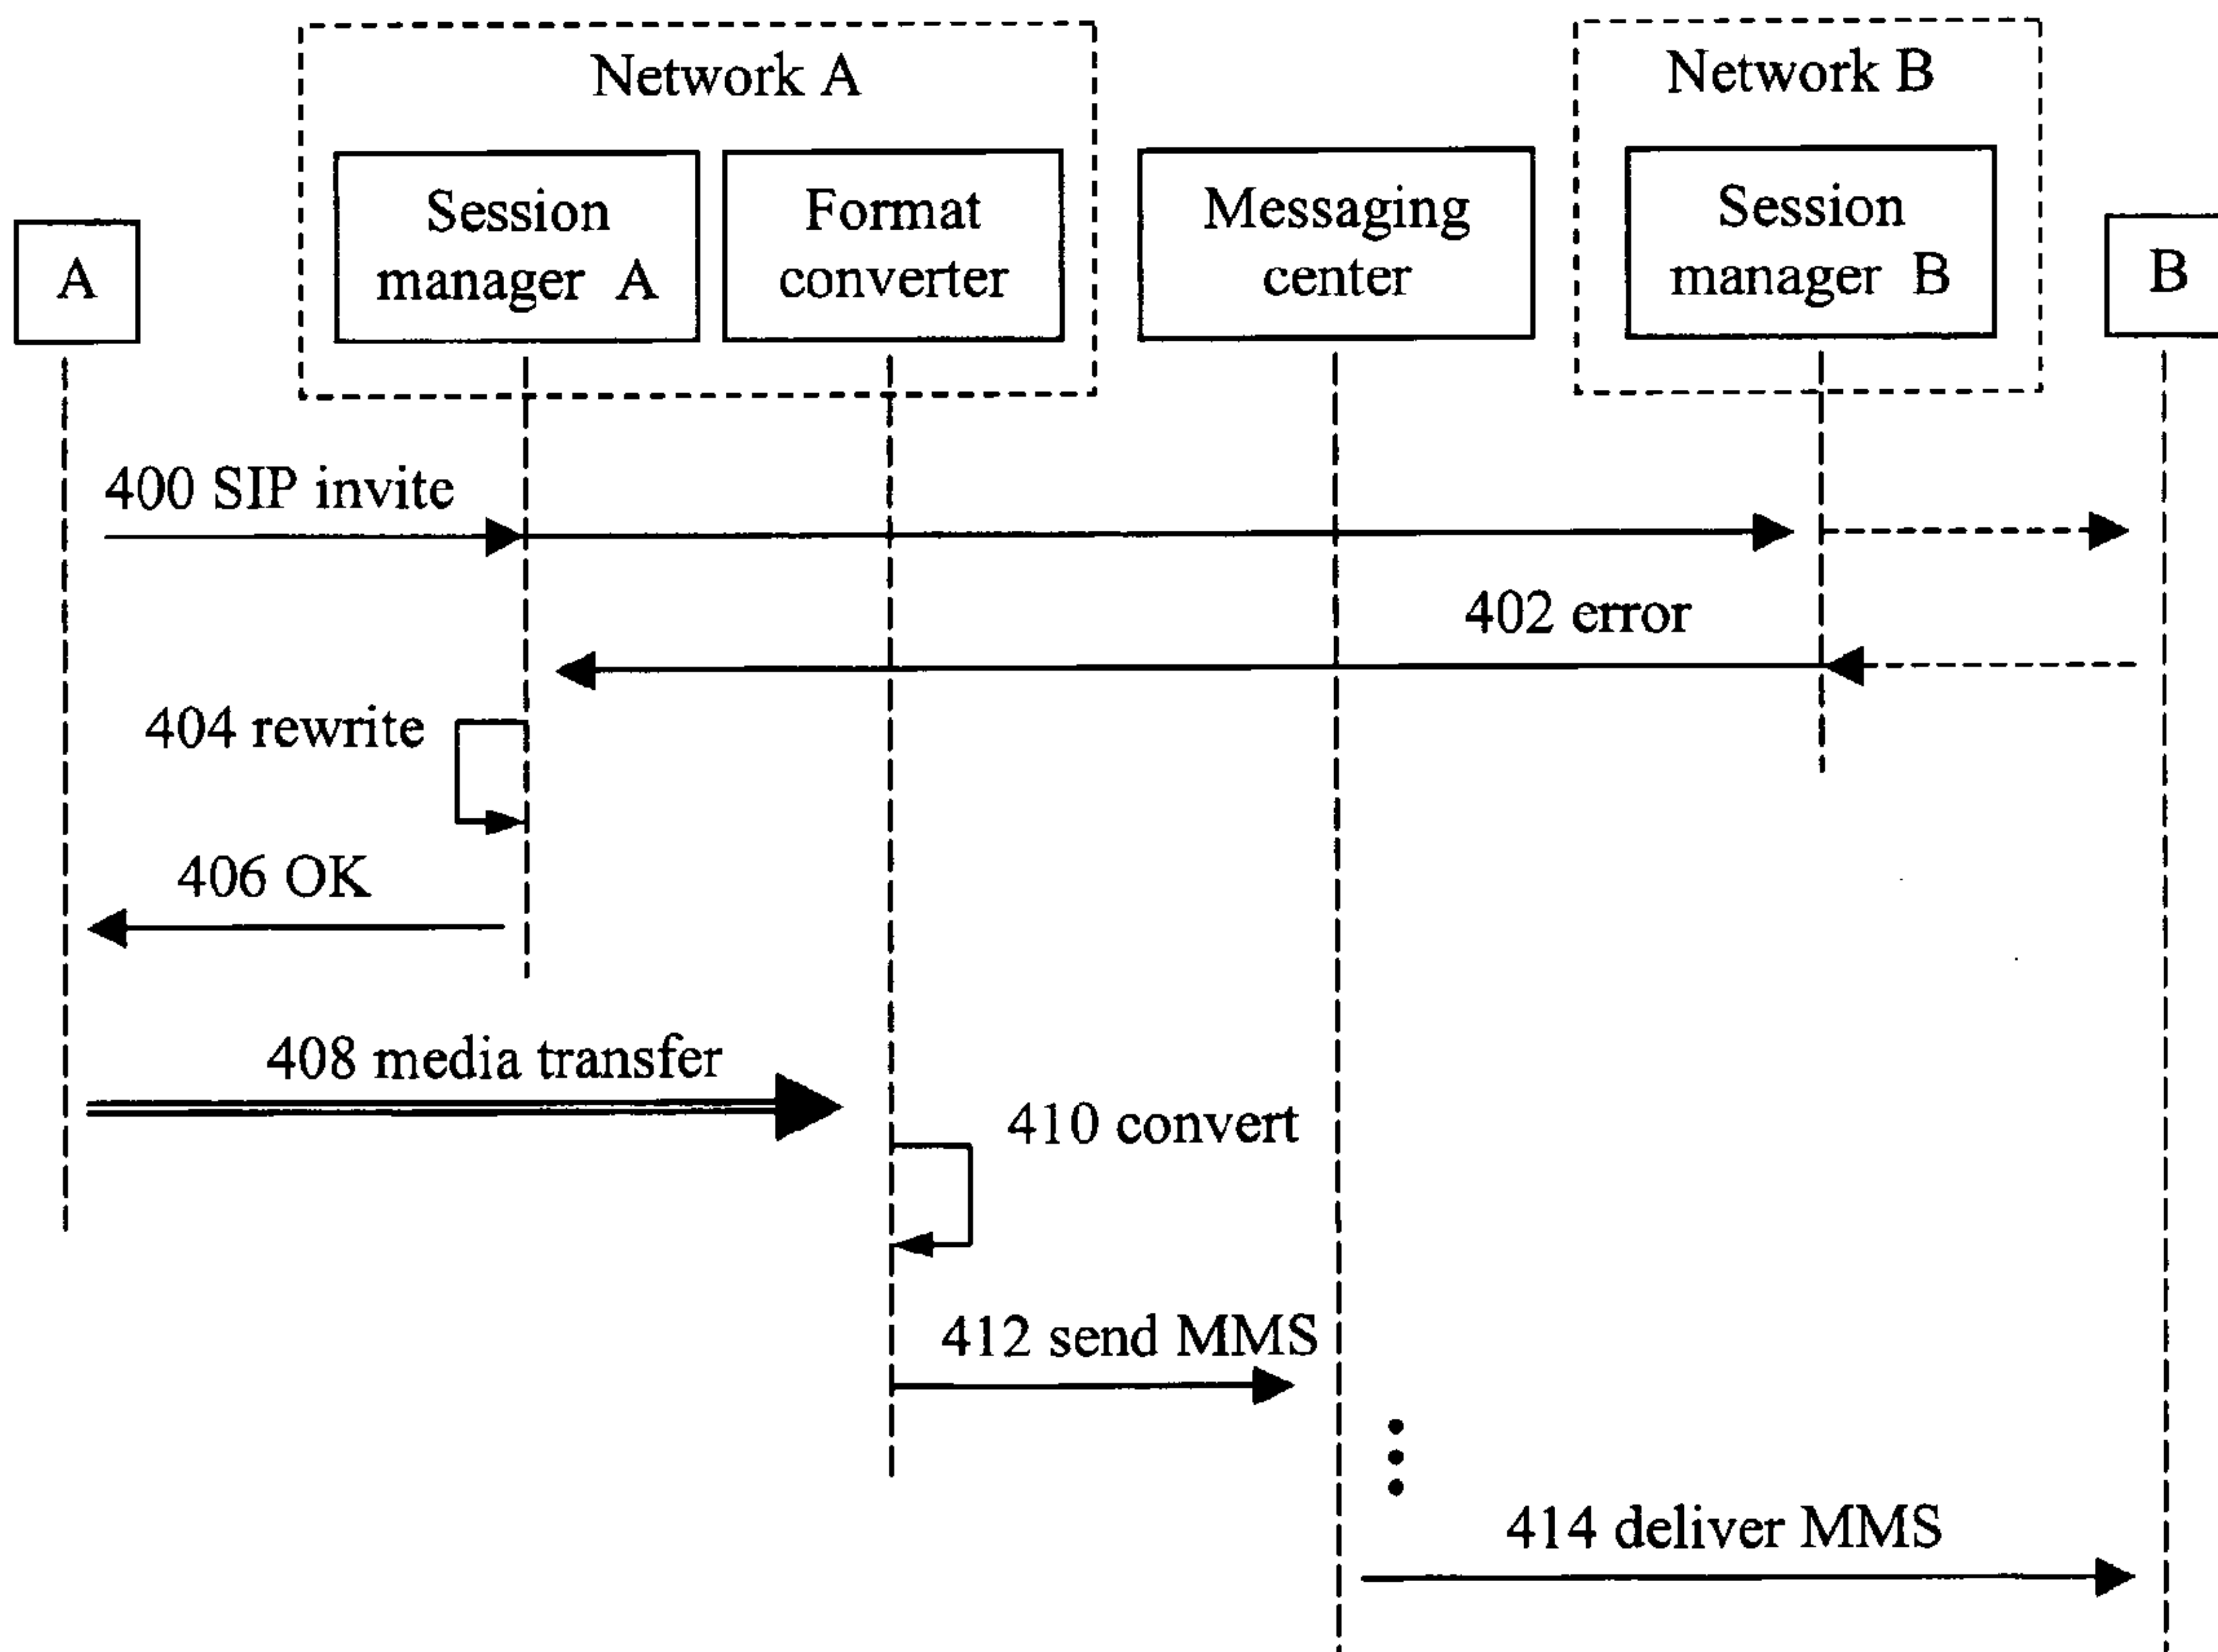 Network A
Network B
Session
manager A
Format
converter
Messaging
center
Session
manager B
A
B
400 SIP invite
402 error
404 rewrite
406 OK
408 media transfer
410 convert
412 send MMS
414 deliver MMS